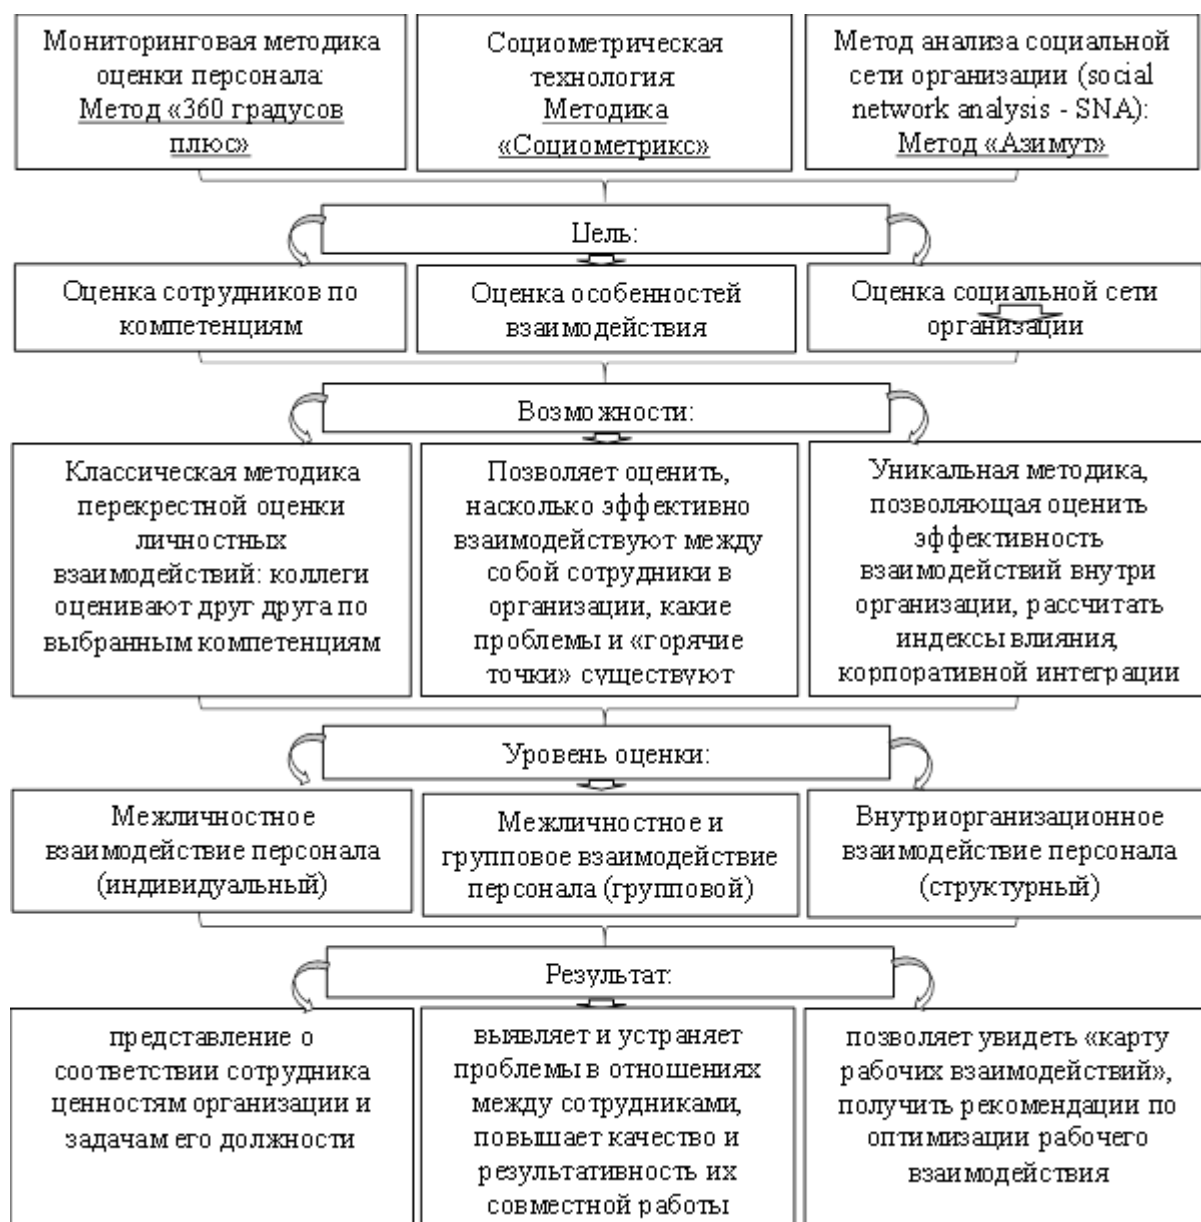 Мониторинговая методика
оценки персонала:
Метод «360 градусов
плюс»
Социометрическая
технология
Методика
«Социометрикс»
Метод анализа социальной
сети организации (social
network analysis - SNA):
Метод «Азимут»
Цель:
Оценка сотрудников по
компетенциям
Оценка особенностей
взаимодействия
Оценка социальной сети
организации
Возможности:
Классическая методика
перекрестной оценки
личностных
взаимодействий: коллеги
оценивают друг друга по
выбранным компетенциям
Позволяет оценить,
насколько эффективно
взаимодействуют между
собой сотрудники в
организации, какие
проблемы и «горячие
точки» существуют
Уникальная методика,
позволяющая оценить
эффективность
взаимодействий внутри
организации, рассчитать
индексы влияния,
корпоративной интеграции
Уровень оценки:
Межличностное
взаимодействие персонала
(индивидуальный)
Межличностное и
групповое взаимодействие
персонала (групповой)
Внутриорганизационное
взаимодействие персонала
(структурный)
Результат:
представление о
соответствии сотрудника
ценностям организации и
задачам его должности
выявляет и устраняет
проблемы в отношениях
между сотрудниками,
повышает качество и
результативность их
совместной работы
позволяет увидеть «карту
рабочих взаимодействий»,
получить рекомендации по
оптимизации рабочего
взаимодействия